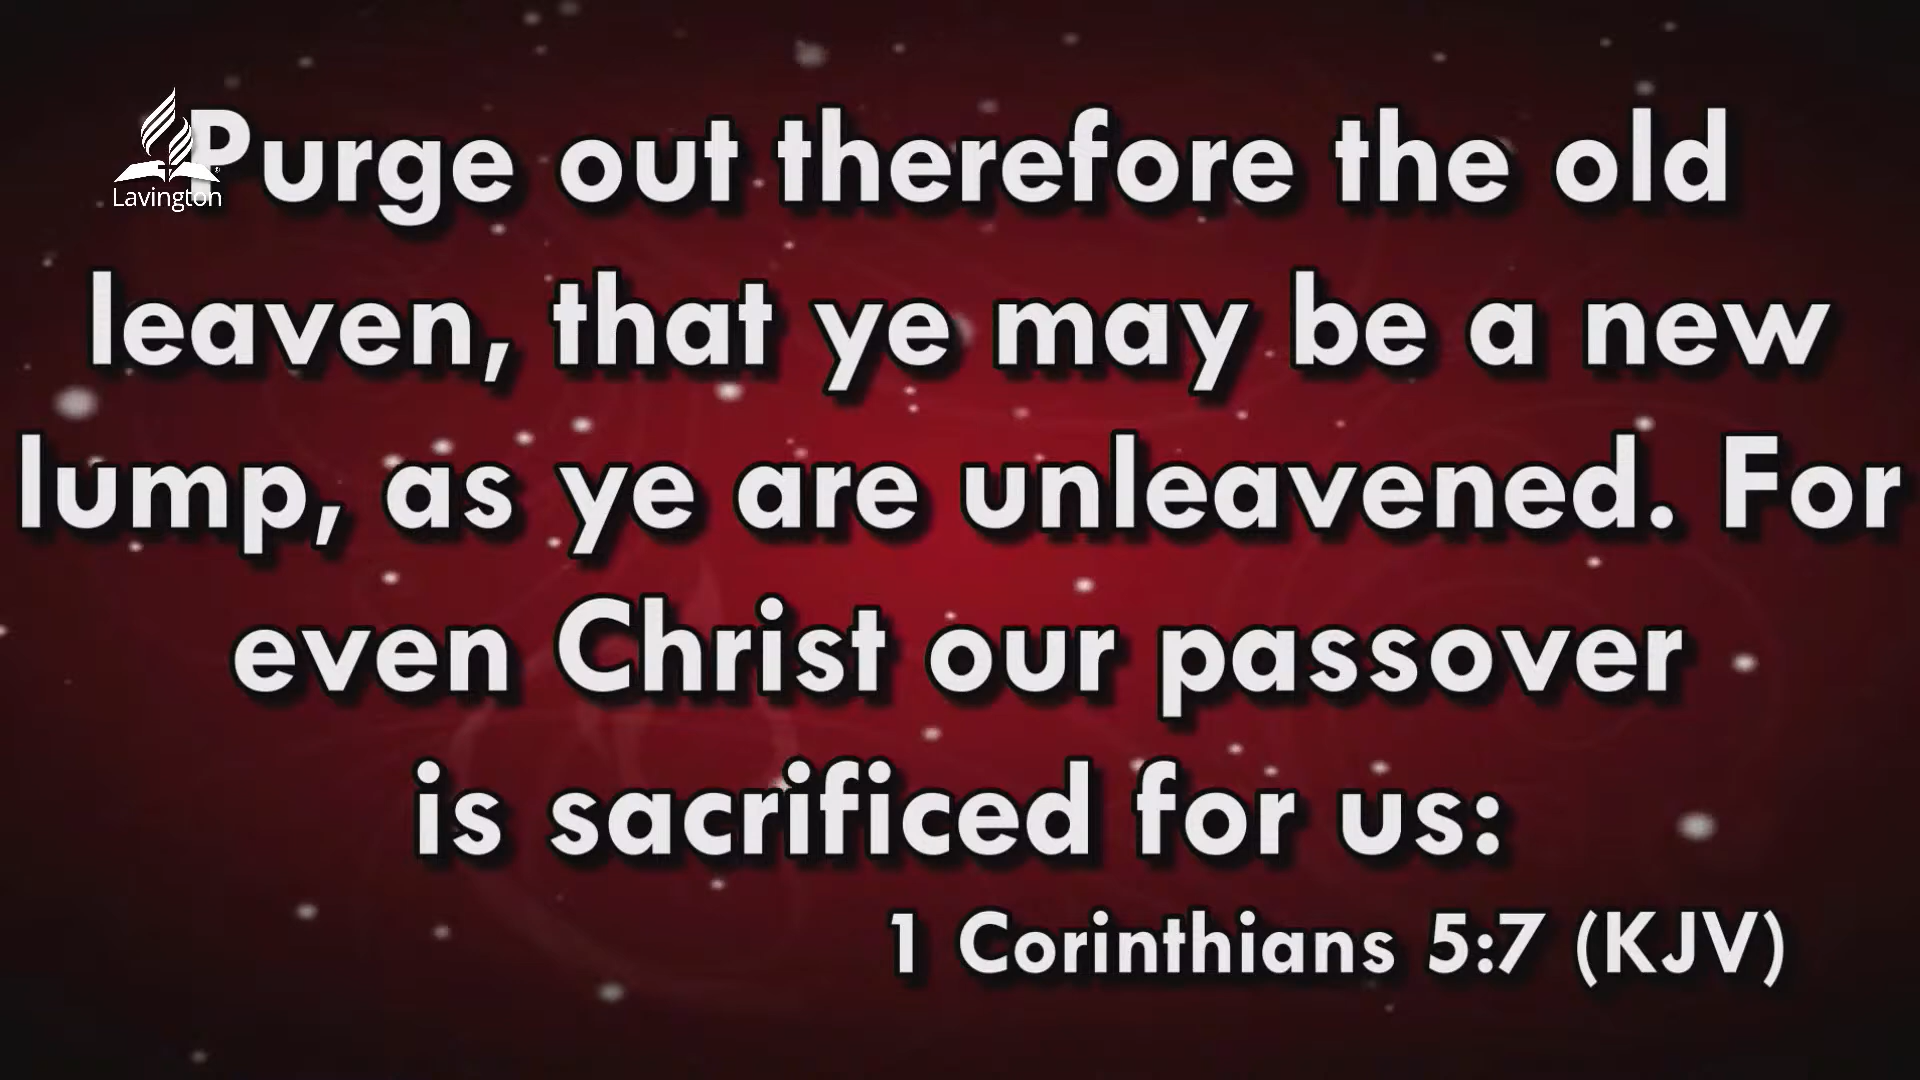 Lavington
Purge out therefore the old
leaven, that ye may be a new
lump, as ye are unleavened. For
even Christ our passover
is sacrificed for us:
1 Corinthians 5:7 (KJV)